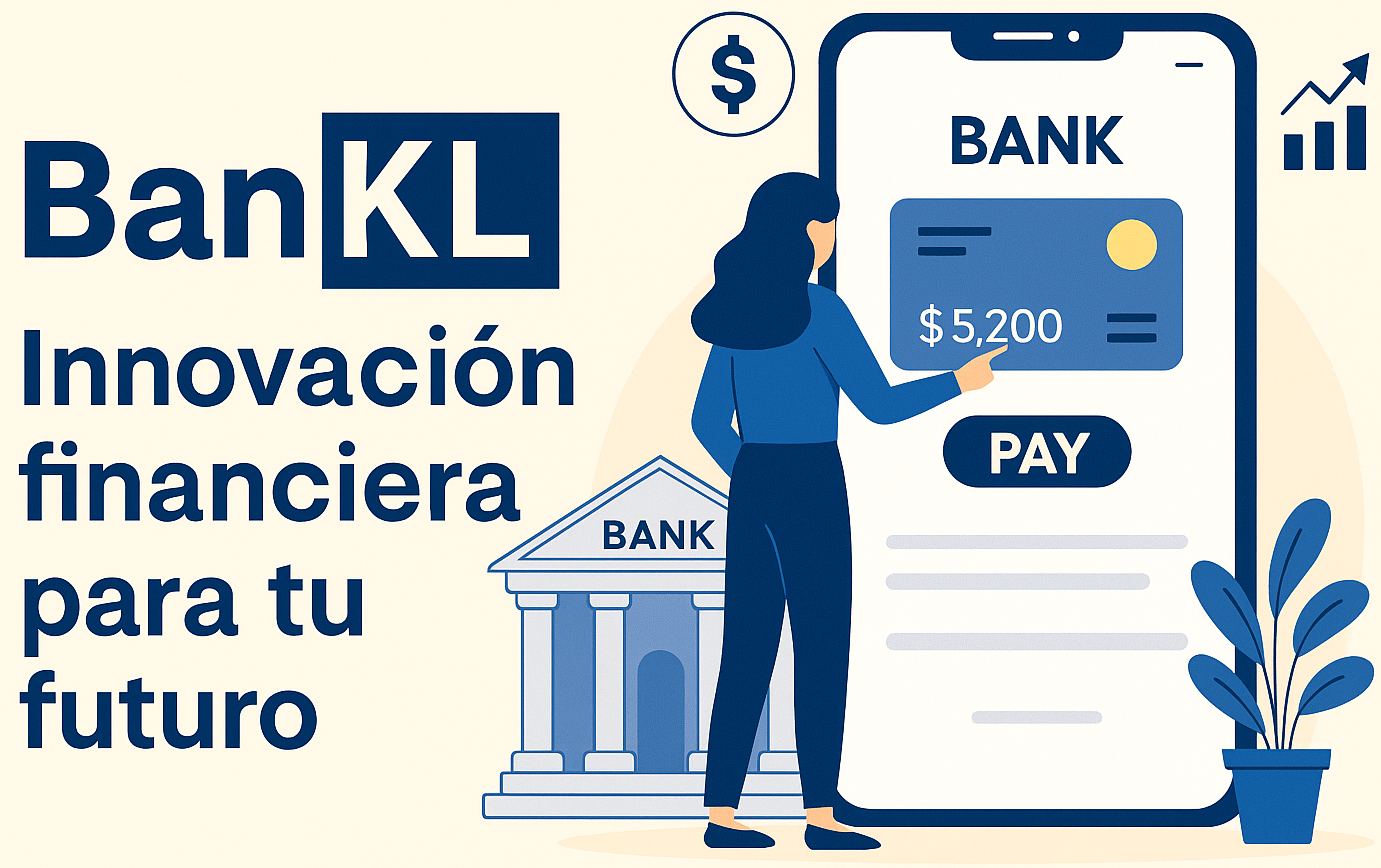 BanKL
Innovación
financiera
para tu
futuro
$
BANK
$5,200
PAY
BANK